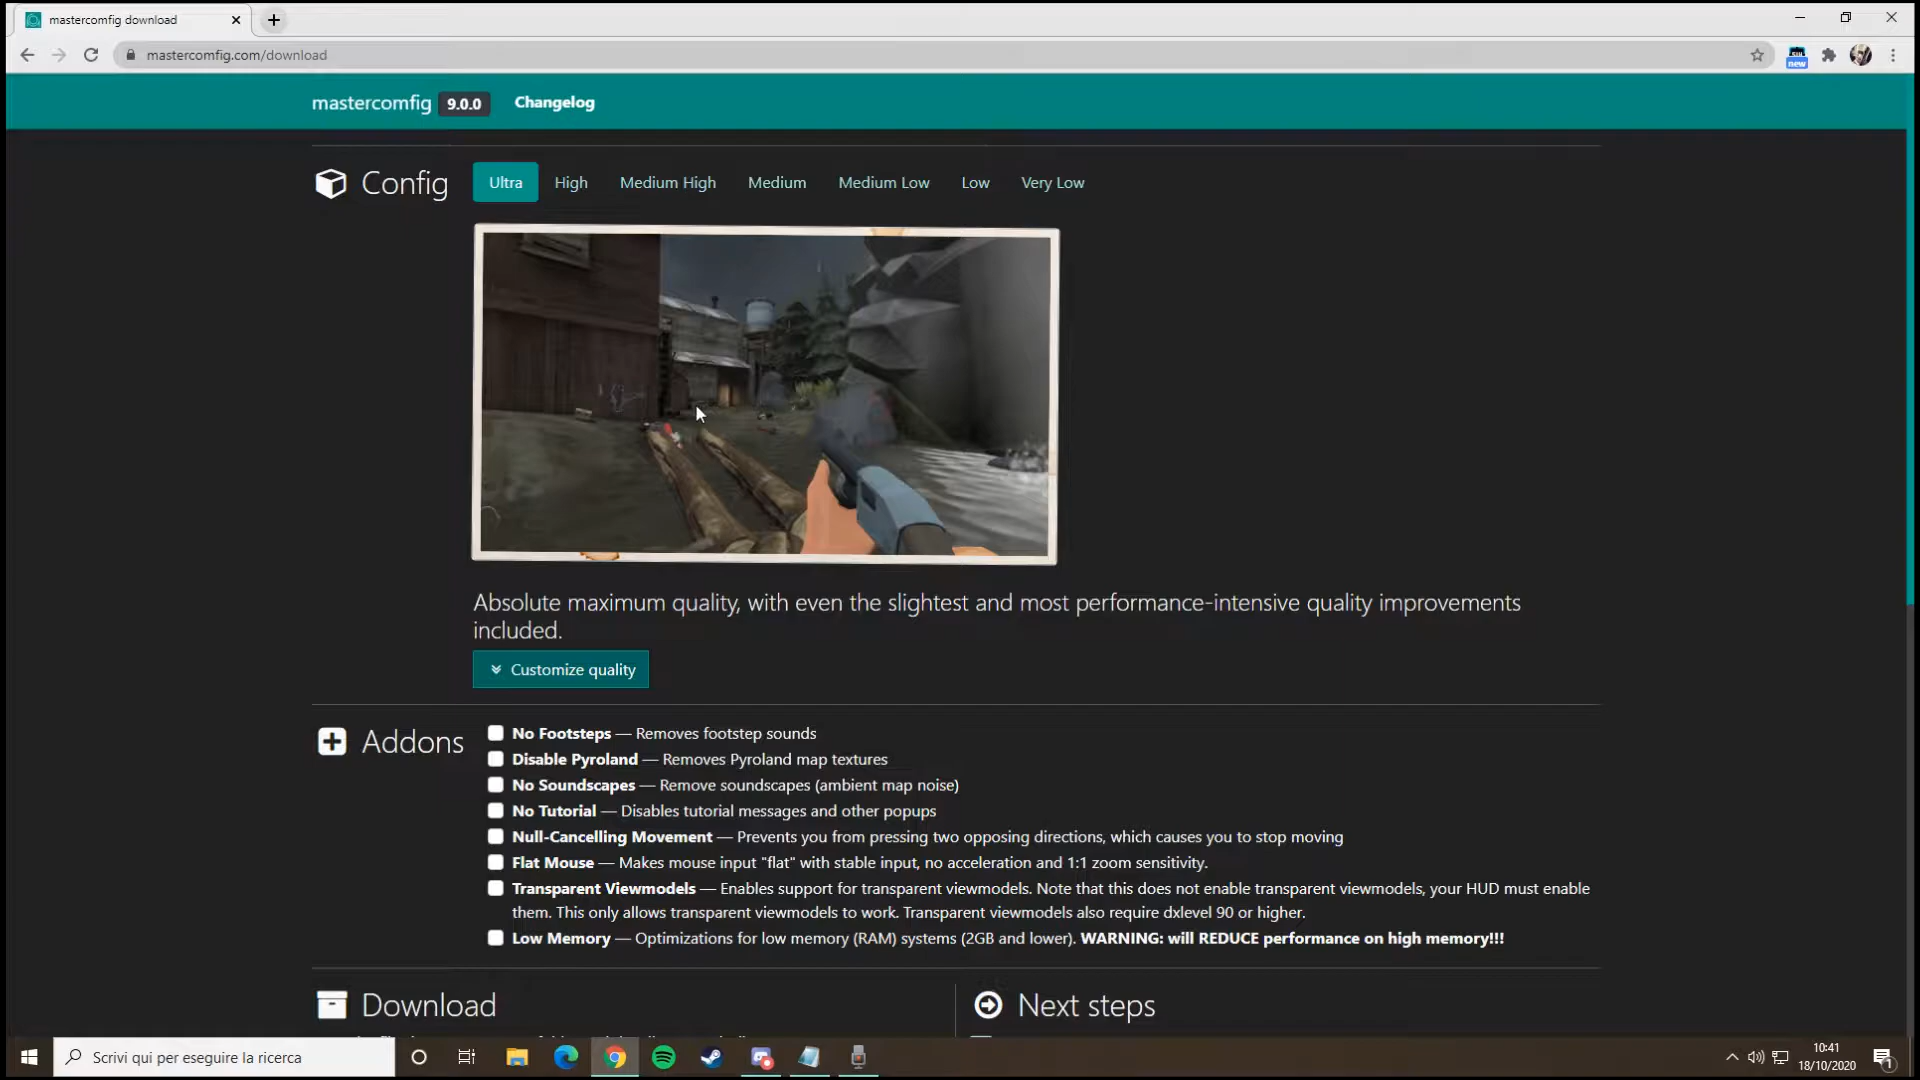 mastercomfig download
mastercomfig.com/download
new
mastercomfig 9.0.0 Changelog
Config Ultra High Medium High Medium Medium Low Low Very Low
Absolute maximum quality, with even the slightest and most performance-intensive quality improvements
included.
Customize quality
Addons
No Footsteps — Removes footstep sounds
Disable Pyroland — Removes Pyroland map textures
No Soundscapes — Remove soundscapes (ambient map noise)
No Tutorial — Disables tutorial messages and other popups
Null-Cancelling Movement — Prevents you from pressing two opposing directions, which causes you to stop moving
Flat Mouse — Makes mouse input "flat" with stable input, no acceleration and 1:1 zoom sensitivity.
Transparent Viewmodels — Enables support for transparent viewmodels. Note that this does not enable transparent viewmodels, your HUD must enable
them. This only allows transparent viewmodels to work. Transparent viewmodels also require dxlevel 90 or higher.
Low Memory — Optimizations for low memory (RAM) systems (2GB and lower). WARNING: will REDUCE performance on high memory!!!
Download Next steps
Scrivi qui per eseguire la ricerca
10:41
18/10/2020
1